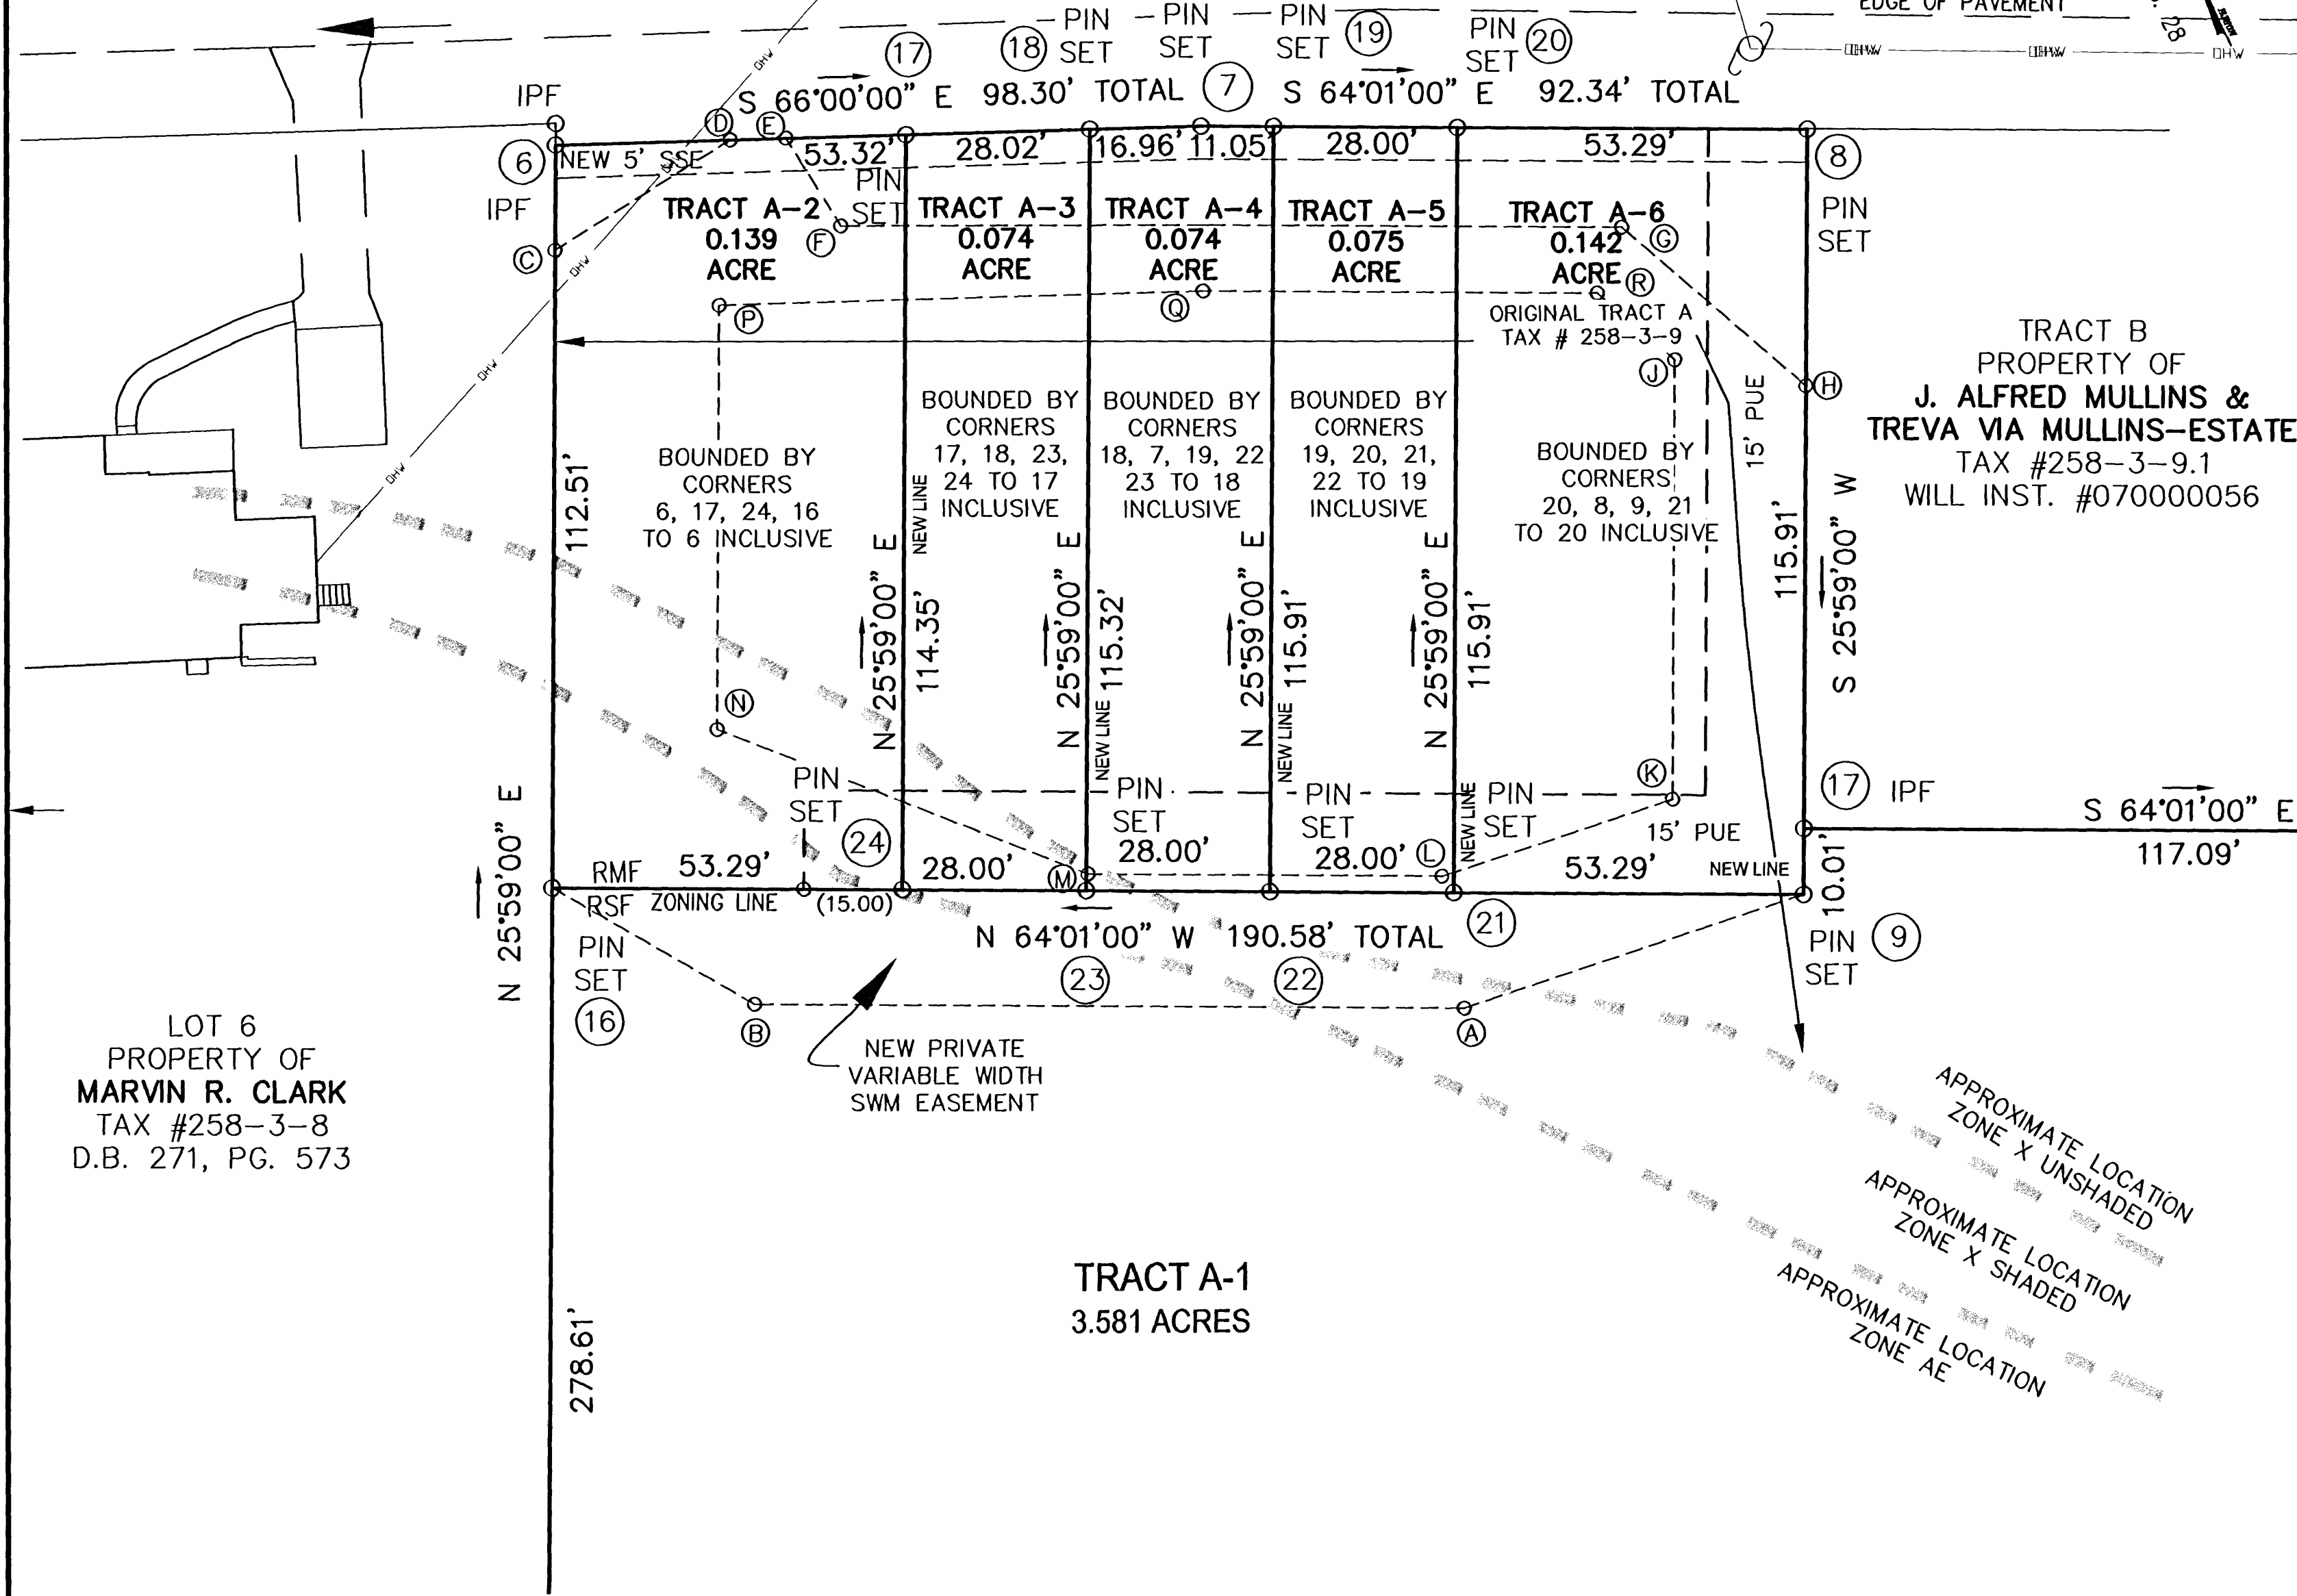 EDGE OF PAVEMENT
28
PIN PIN PIN PIN
SET SET SET SET
17 18 19 20
OHW OHW
IPF
S 66°00'00" E 98.30' TOTAL 7 S 64°01'00" E 92.34' TOTAL
D E
6 NEW 5' SSE 53.32' 28.02' 16.96' 11.05' 28.00' 53.29' 8
IPF
PIN
SET
PIN
SET
C
F
G
TRACT A-2
0.139
ACRE
TRACT A-3
0.074
ACRE
TRACT A-4
0.074
ACRE
TRACT A-5
0.075
ACRE
TRACT A-6
0.142
ACRE
R
P
Q
ORIGINAL TRACT A
TAX # 258-3-9
J
H
OHW
OHW
OHW
OHW
15' PUE
TRACT B
PROPERTY OF
J. ALFRED MULLINS &
TREVA VIA MULLINS-ESTATE
TAX #258-3-9.1
WILL INST. #070000056
BOUNDED BY
CORNERS
6, 17, 24, 16
TO 6 INCLUSIVE
BOUNDED BY
CORNERS
17, 18, 23,
24 TO 17
INCLUSIVE
BOUNDED BY
CORNERS
18, 7, 19, 22
23 TO 18
INCLUSIVE
BOUNDED BY
CORNERS
19, 20, 21,
22 TO 19
INCLUSIVE
BOUNDED BY
CORNERS
20, 8, 9, 21
TO 20 INCLUSIVE
112.51'
N 25°59'00" E
NEW LINE
114.35'
N 25°59'00" E
NEW LINE 115.32'
N 25°59'00" E
NEW LINE 115.91'
N 25°59'00" E
NEW LINE
115.91'
115.91'
S 25°59'00" W
N
K
PIN
SET
PIN
SET
PIN
SET
PIN
SET
17 IPF
S 64°01'00" E
117.09'
15' PUE
24
RMF 53.29' 28.00' M 28.00' 28.00' L 53.29' NEW LINE
10.01'
RSF ZONING LINE (15.00)
N 25°59'00" E
N 64°01'00" W 190.58' TOTAL
21
PIN
SET
9
PIN
SET
16
23 22
B
A
NEW PRIVATE
VARIABLE WIDTH
SWM EASEMENT
LOT 6
PROPERTY OF
MARVIN R. CLARK
TAX #258-3-8
D.B. 271, PG. 573
APPROXIMATE LOCATION
ZONE X UNSHADED
APPROXIMATE LOCATION
ZONE X SHADED
APPROXIMATE LOCATION
ZONE AE
TRACT A-1
3.581 ACRES
278.61'